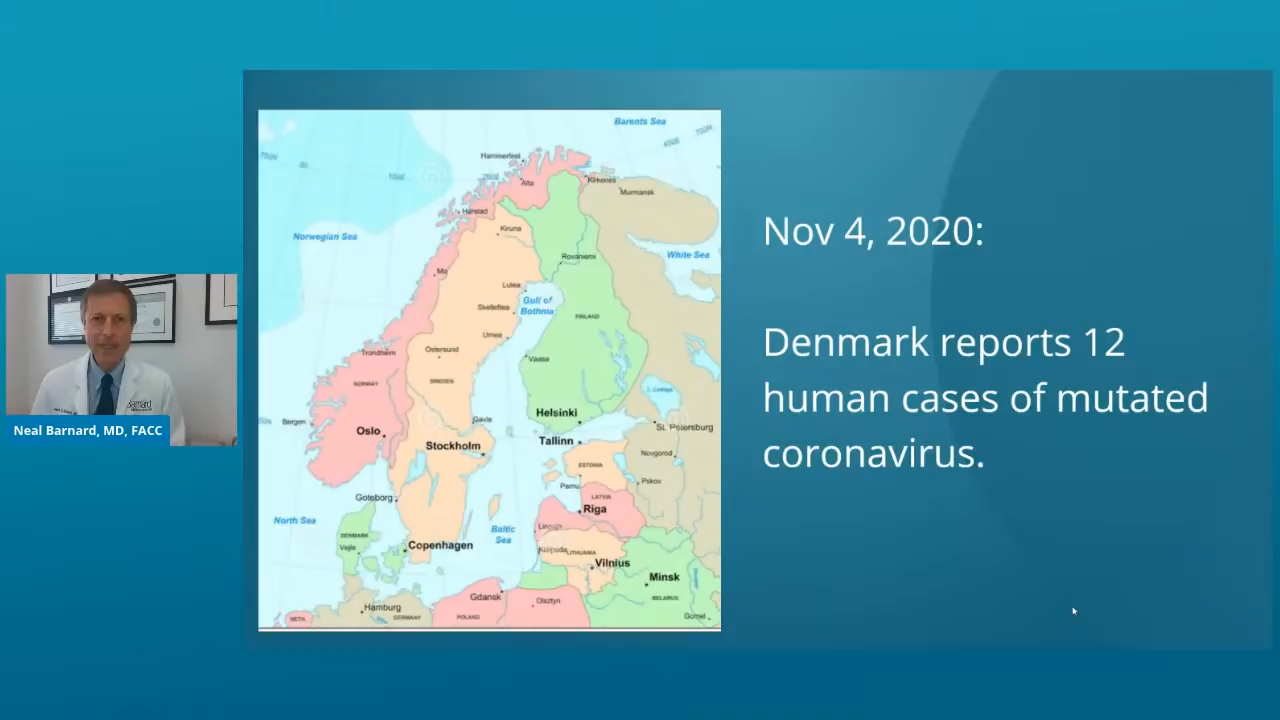 Barents Sea
Hammerfest
Alta
Kirkenes
Murmansk
Harstad
Norwegian Sea
Kiruna
White Sea
Rovaniemi
Mo
Lulea
Gulf of
Bothnia
Skelleftea
FINLAND
Umea
Trondheim
Ostersund
Vaasa
NORWAY
SWEDEN
Helsinki
Bergen
Gavle
Oslo
Stockholm
Tallinn
St. Petersburg
Novgorod
ESTONIA
Pskov
Goteborg
LATVIA
Riga
North Sea
Baltic
Sea
DENMARK
Vejle
Copenhagen
LITHUANIA
Vilnius
Minsk
BELARUS
Gdansk
Olsztyn
Hamburg
GERMANY
POLAND
Gomel
Nov 4, 2020:
Denmark reports 12
human cases of mutated
coronavirus.
Barnard
Neal Barnard, MD, FACC